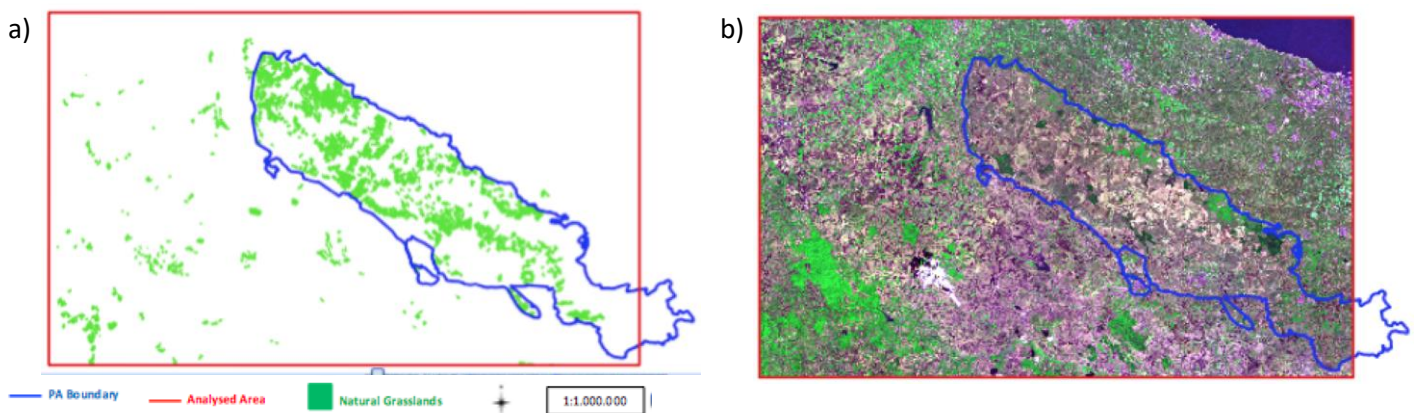 a)
b)
PA Boundary
Analysed Area
Natural Grasslands
1:1.000.000